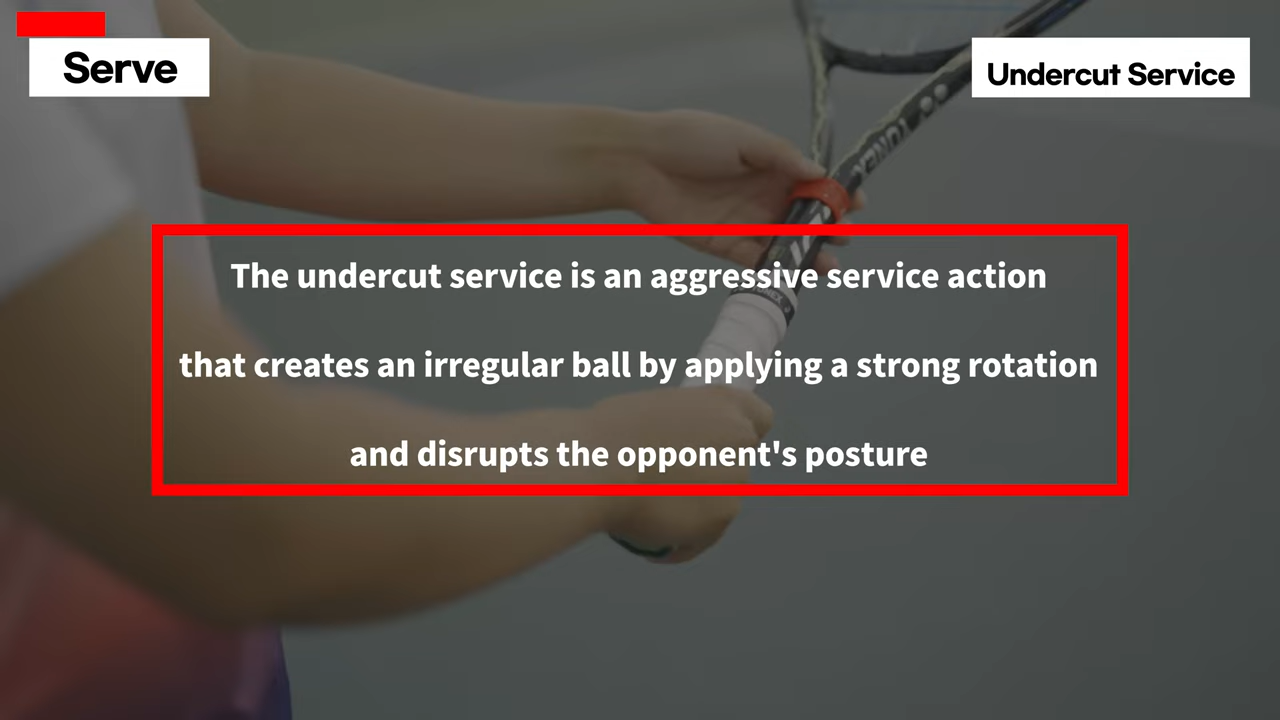 Serve
Undercut Service
YONEX
The undercut service is an aggressive service action
that creates an irregular ball by applying a strong rotation
and disrupts the opponent's posture